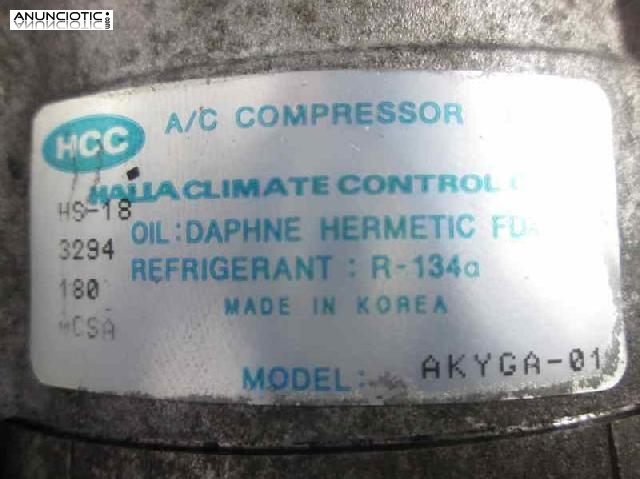 ANUNCIOTIC
.com
HCC
A/C COMPRESSOR
HALLA CLIMATE CONTROL
HS-18
OIL:DAPHNE HERMETIC
3294
REFRIGERANT : R-134a
180
MADE IN KOREA
MODEL: AKYGA-01